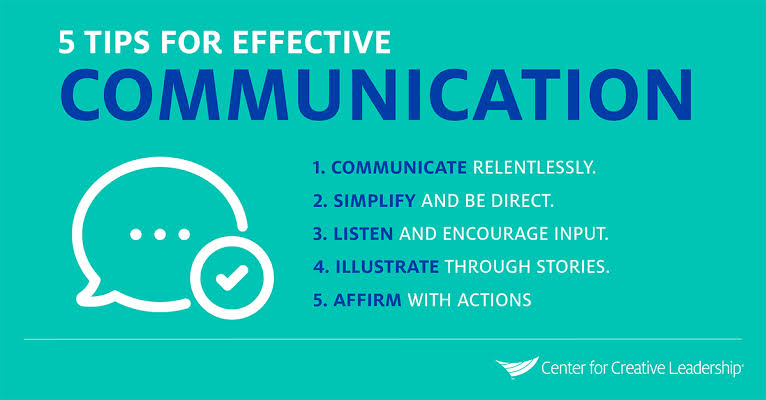 5 TIPS FOR EFFECTIVE
COMMUNICATION
1. COMMUNICATE RELENTLESSLY.
2. SIMPLIFY AND BE DIRECT.
3. LISTEN AND ENCOURAGE INPUT.
4. ILLUSTRATE THROUGH STORIES.
5. AFFIRM WITH ACTIONS
Center for Creative Leadership